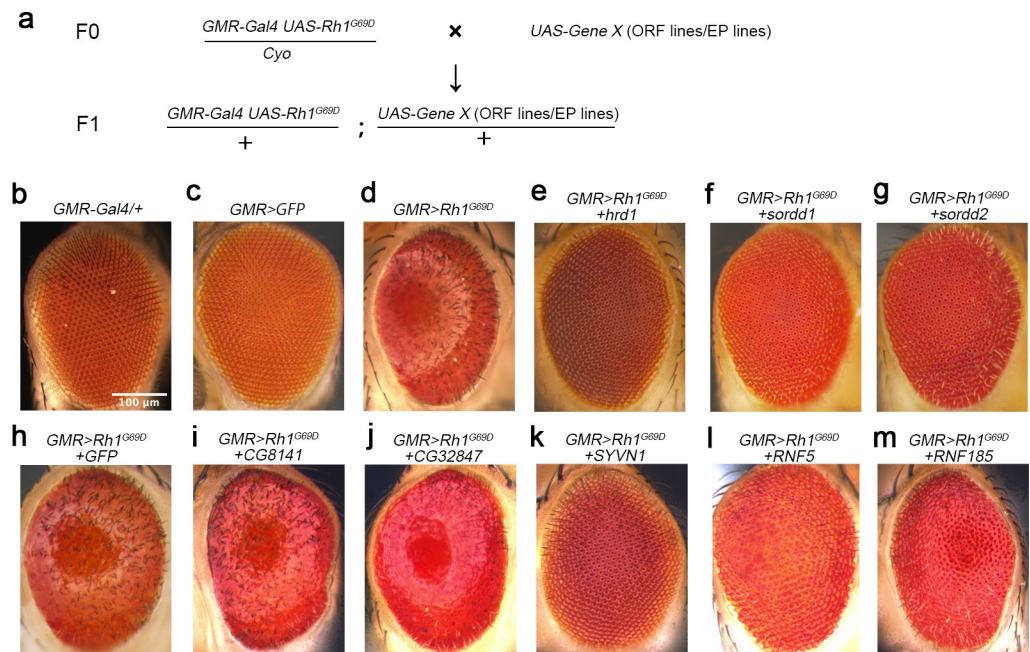 a
F0
GMR-Gal4 UAS-Rh1G69D
Cyo
×
UAS-Gene X (ORF lines/EP lines)
F1
GMR-Gal4 UAS-Rh1G69D
+
;
UAS-Gene X (ORF lines/EP lines)
+
b
GMR-Gal4/+
100 μm
c
GMR>GFP
d
GMR>Rh1G69D
e
GMR>Rh1G69D
+hrd1
f
GMR>Rh1G69D
+sordd1
g
GMR>Rh1G69D
+sordd2
h
GMR>Rh1G69D
+GFP
i
GMR>Rh1G69D
+CG8141
j
GMR>Rh1G69D
+CG32847
k
GMR>Rh1G69D
+SYVN1
l
GMR>Rh1G69D
+RNF5
m
GMR>Rh1G69D
+RNF185